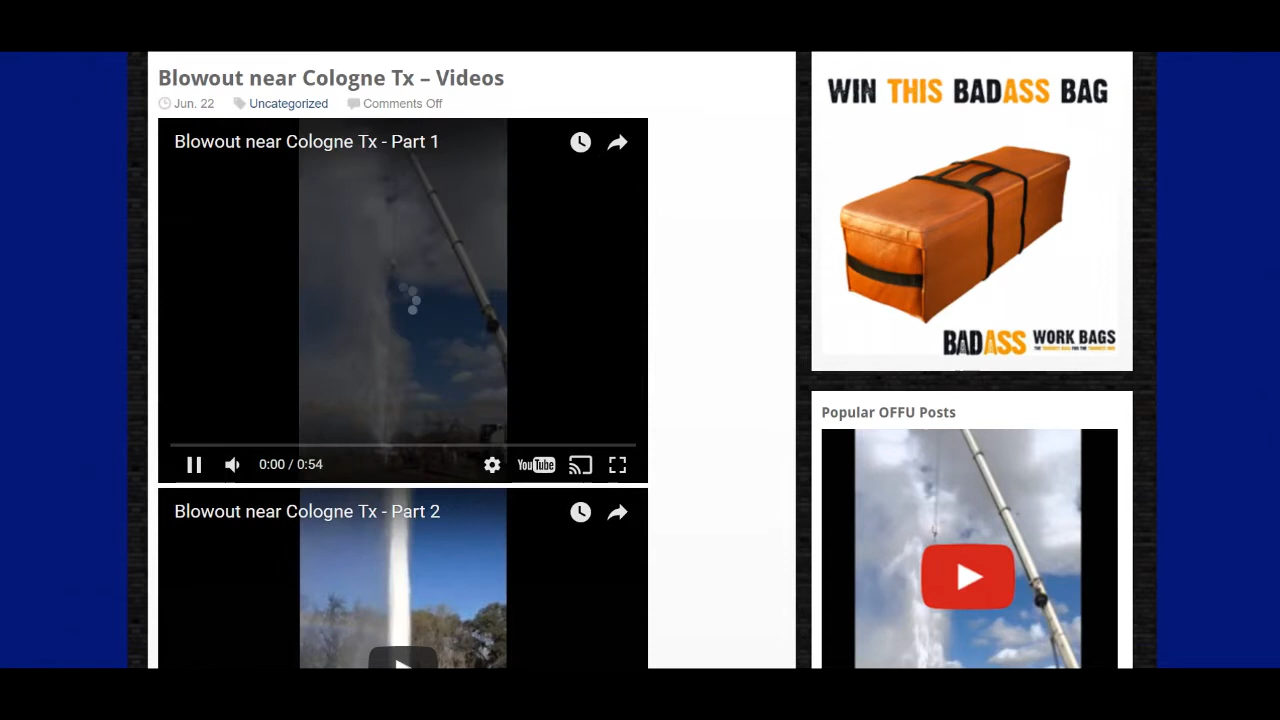 Blowout near Cologne Tx – Videos
Jun. 22 Uncategorized Comments Off
Blowout near Cologne Tx - Part 1
0:00 / 0:54
YouTube
Blowout near Cologne Tx - Part 2
WIN THIS BADASS BAG
BADASS WORK BAGS
Popular OFFU Posts